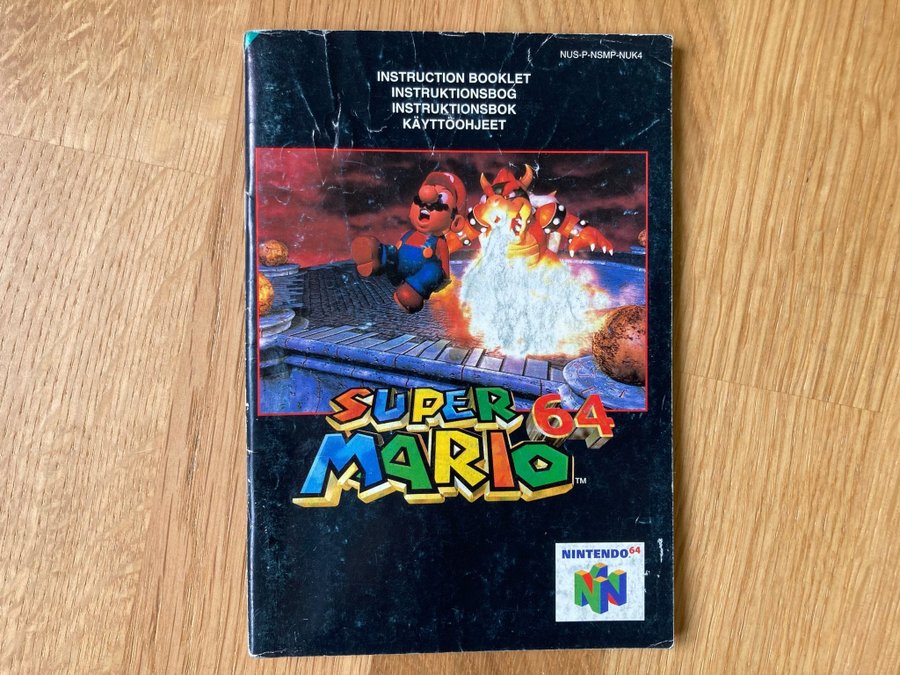 NUS-P-NSMP-NUK4
INSTRUCTION BOOKLET
INSTRUKTIONSBOG
INSTRUKTIONSBOK
KÄYTTÖOHJEET
SUPER
MARIO 64
TM
NINTENDO64